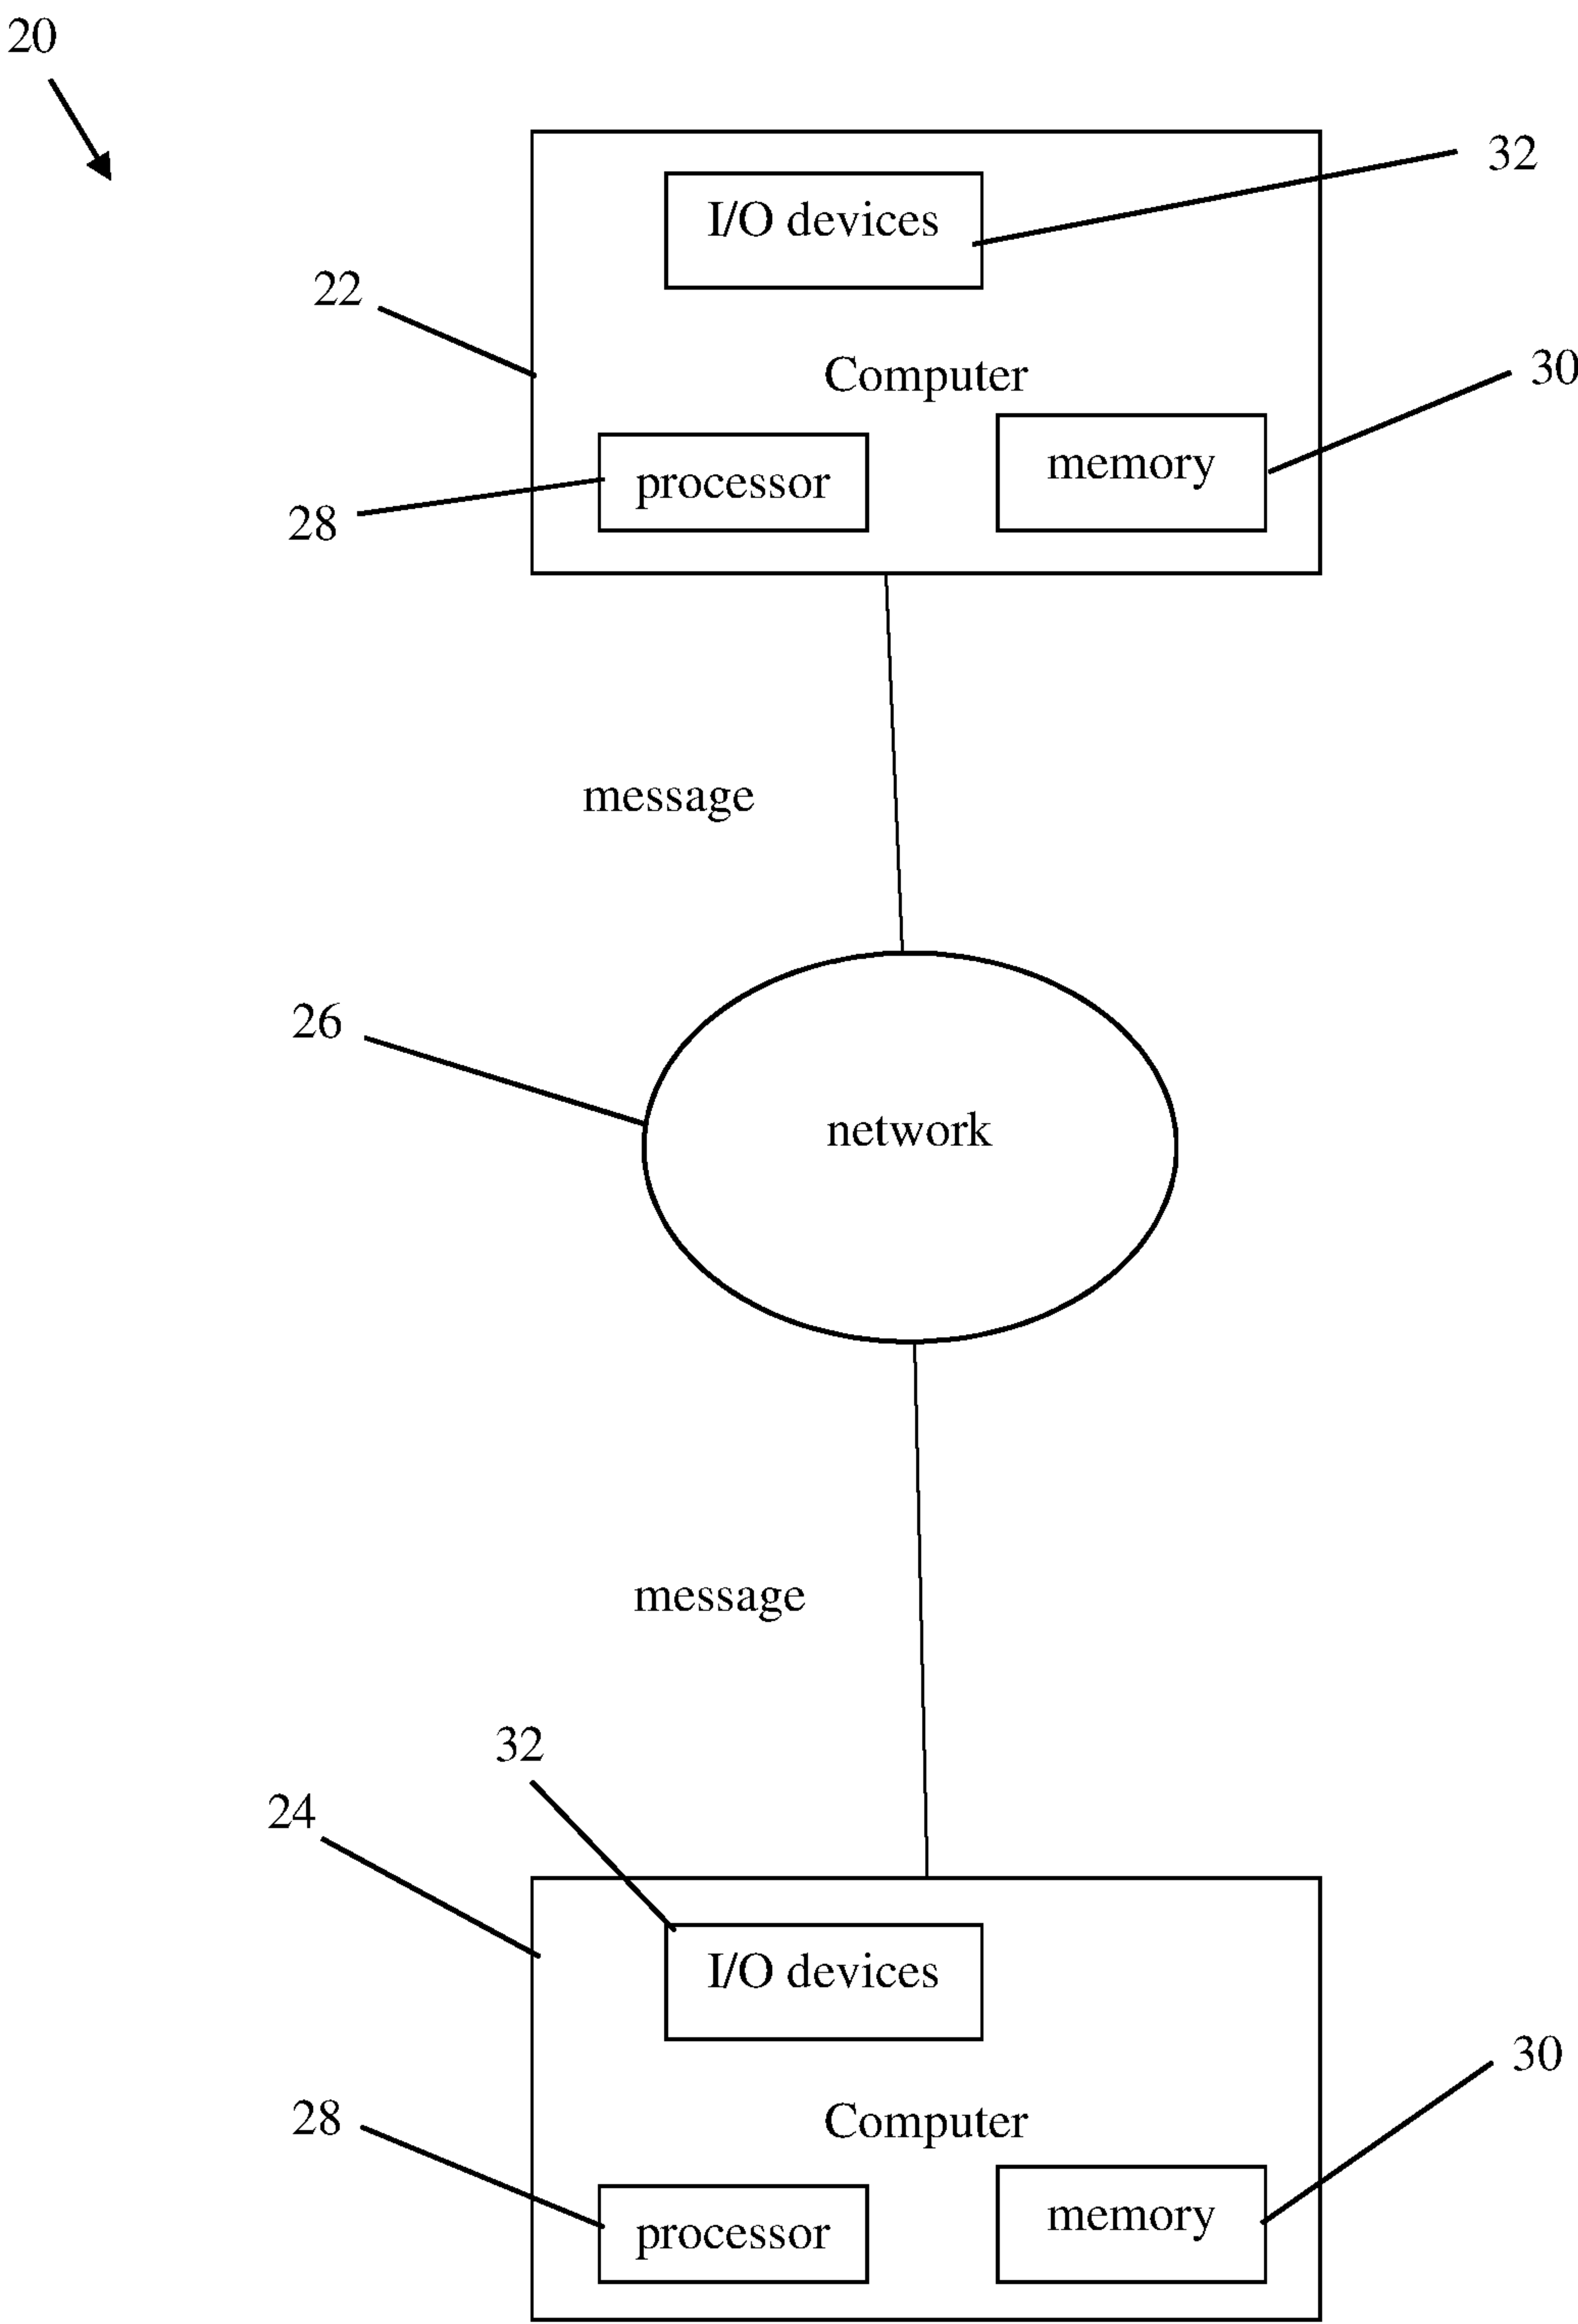 20
32
I/O devices
22
Computer
30
memory
processor
28
message
26
network
message
32
24
I/O devices
30
28
Computer
memory
processor